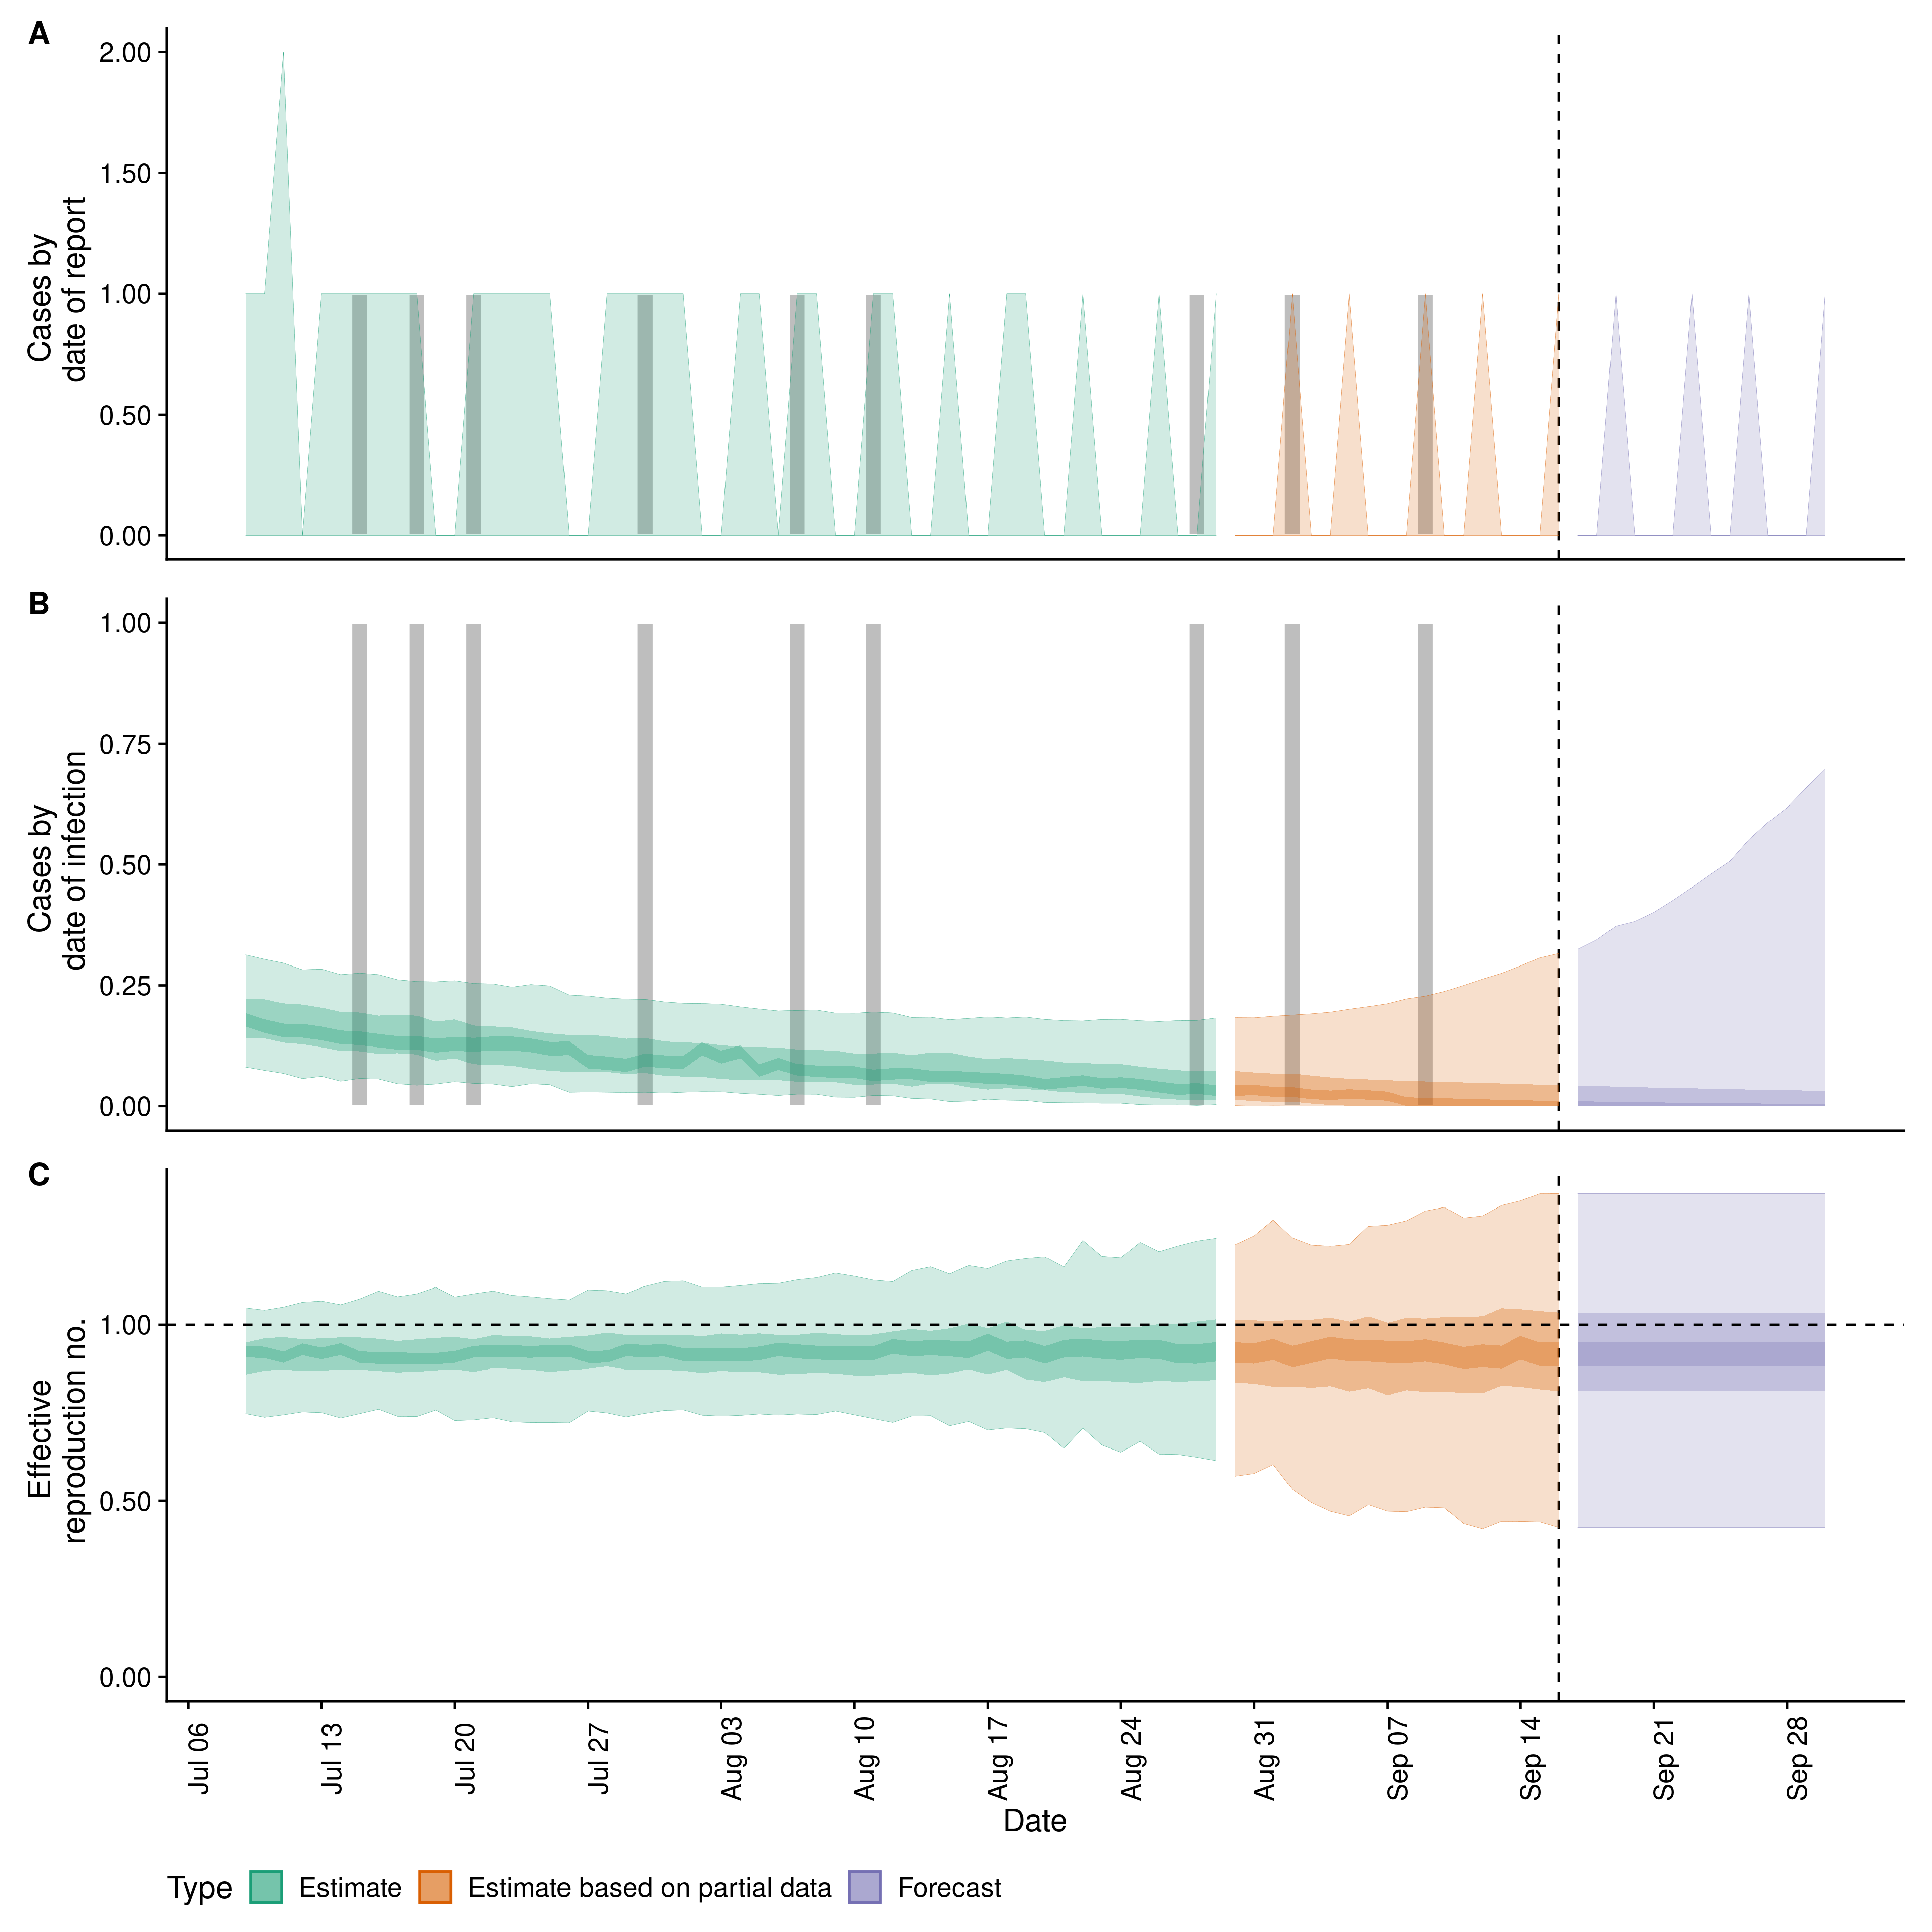 A
2.00
1.50
1.00
0.50
0.00
Cases by
date of report
B
1.00
0.75
0.50
0.25
0.00
Cases by
date of infection
C
1.00
0.50
0.00
Effective
reproduction no.
Jul 06
Jul 13
Jul 20
Jul 27
Aug 03
Aug 10
Aug 17
Aug 24
Aug 31
Sep 07
Sep 14
Sep 21
Sep 28
Date
Type Estimate Estimate based on partial data Forecast